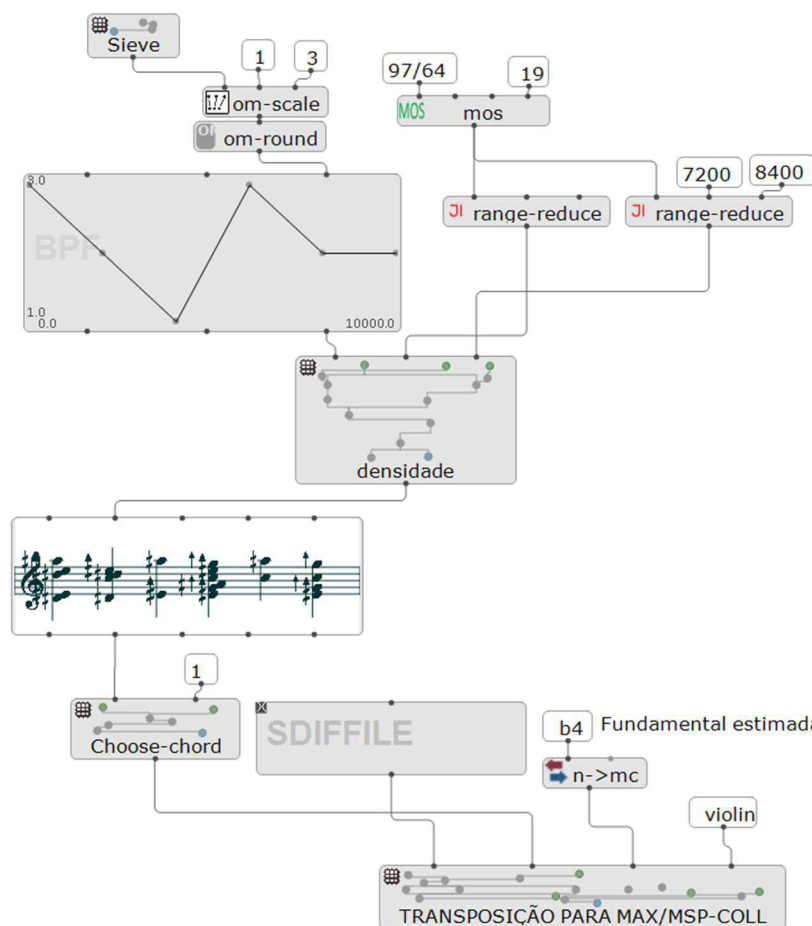 Sieve
1
3
om-scale
om-round
97/64
19
MOS mos
7200
8400
JI range-reduce
JI range-reduce
3.0
BPF
1.0
0.0
10000.0
densidade
1
Choose-chord
SDIFFILE
b4
Fundamental estimada
n->mc
violin
TRANSPOSIÇÃO PARA MAX/MSP-COLL